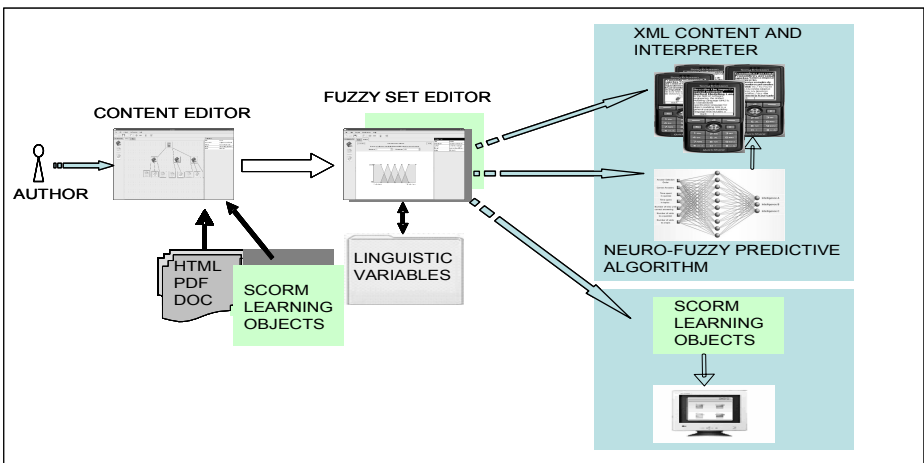 XML CONTENT AND
INTERPRETER
FUZZY SET EDITOR
CONTENT EDITOR
AUTHOR
HTML
PDF
DOC
SCORM
LEARNING
OBJECTS
LINGUISTIC
VARIABLES
NEURO-FUZZY PREDICTIVE
ALGORITHM
SCORM
LEARNING
OBJECTS